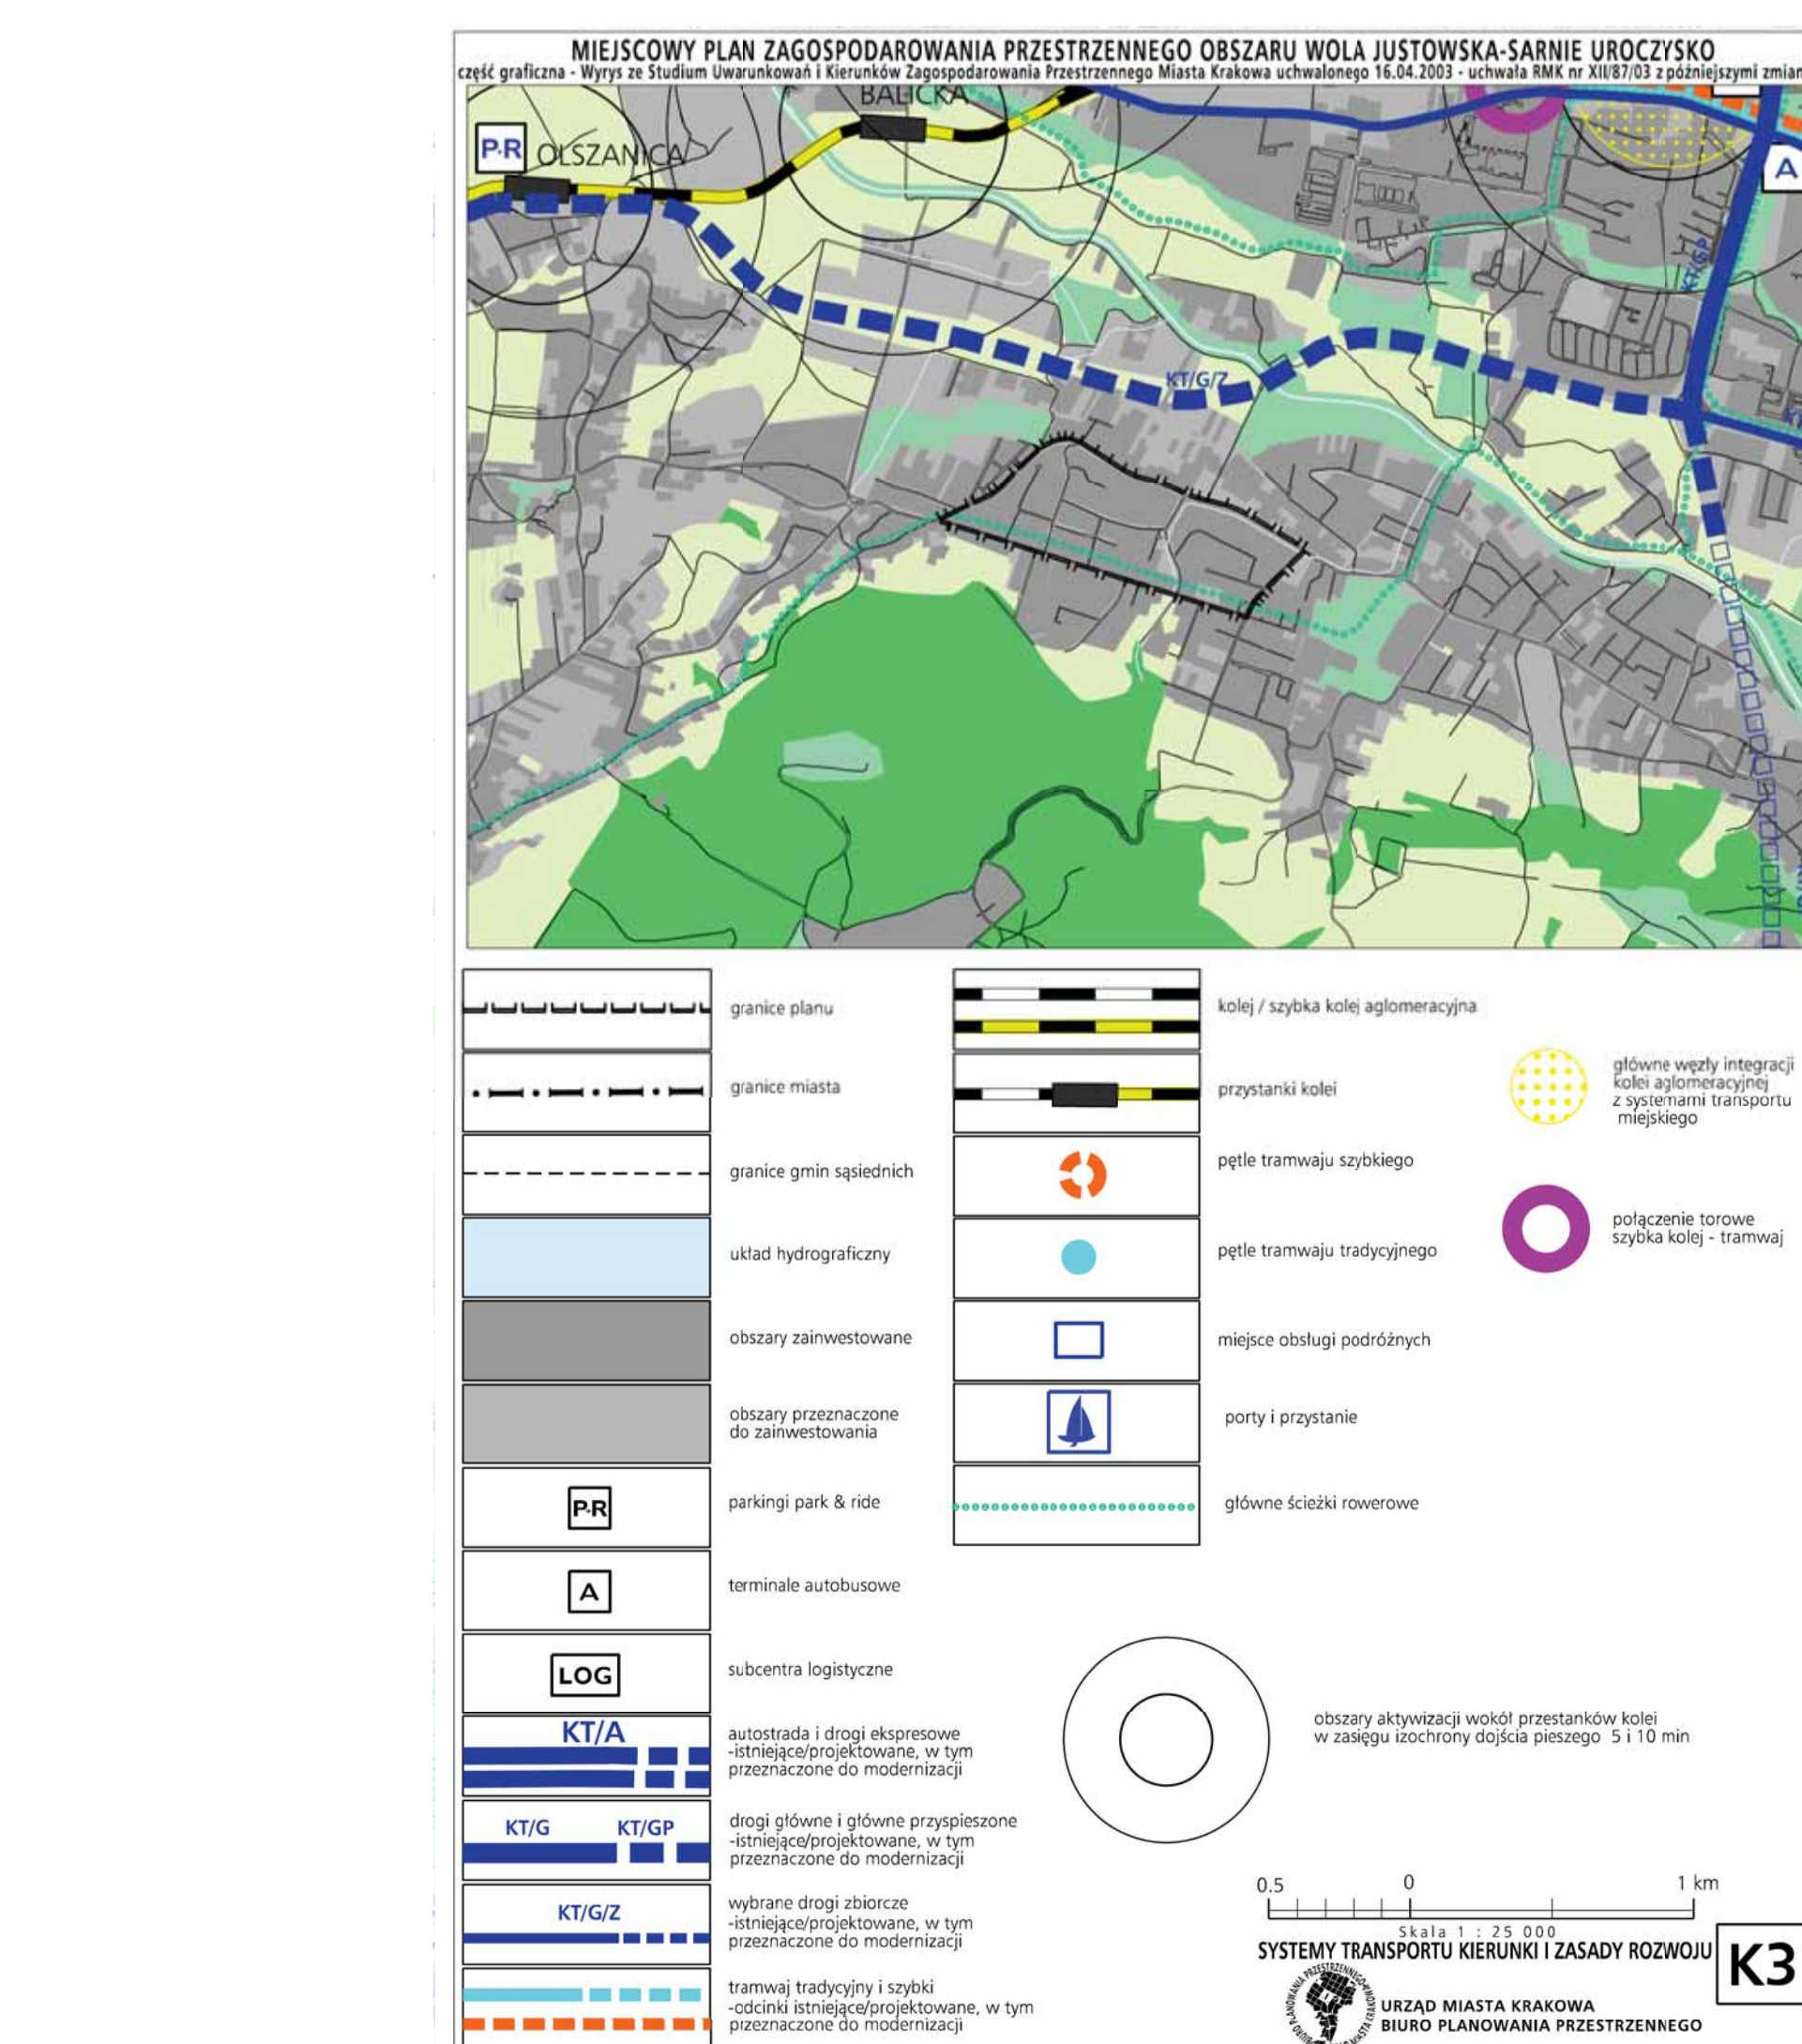 MIEJSCOWY PLAN ZAGOSPODAROWANIA PRZESTRZENNEGO OBSZARU WOLA JUSTOWSKA-SARNIE UROCZYSKO
część graficzna - Wyrys ze Studium Uwarunkowań i Kierunków Zagospodarowania Przestrzennego Miasta Krakowa uchwalonego 16.04.2003 - uchwała RMK nr XII/87/03 z późniejszymi zmian
BALICKA
P+R OLSZANICA
A
KT/GP
KT/G/Z
granice planu
granice miasta
granice gmin sąsiednich
układ hydrograficzny
obszary zainwestowane
obszary przeznaczone
do zainwestowania
P+R
parkingi park & ride
A
terminale autobusowe
LOG
subcentra logistyczne
KT/A
autostrada i drogi ekspresowe
-istniejące/projektowane, w tym
przeznaczone do modernizacji
KT/G KT/GP
drogi główne i główne przyspieszone
-istniejące/projektowane, w tym
przeznaczone do modernizacji
KT/G/Z
wybrane drogi zbiorcze
-istniejące/projektowane, w tym
przeznaczone do modernizacji
tramwaj tradycyjny i szybki
-odcinki istniejące/projektowane, w tym
przeznaczone do modernizacji
kolej / szybka kolej aglomeracyjna
przystanki kolei
pętle tramwaju szybkiego
pętle tramwaju tradycyjnego
miejsce obsługi podróżnych
porty i przystanie
główne ścieżki rowerowe
główne węzły integracji
kolei aglomeracyjnej
z systemami transportu
miejskiego
połączenie torowe
szybka kolej - tramwaj
obszary aktywizacji wokół przestanków kolei
w zasięgu izochrony dojścia pieszego 5 i 10 min
0.5 0 1 km
Skala 1 : 25 000
SYSTEMY TRANSPORTU KIERUNKI I ZASADY ROZWOJU
K3
URZĄD MIASTA KRAKOWA
BIURO PLANOWANIA PRZESTRZENNEGO